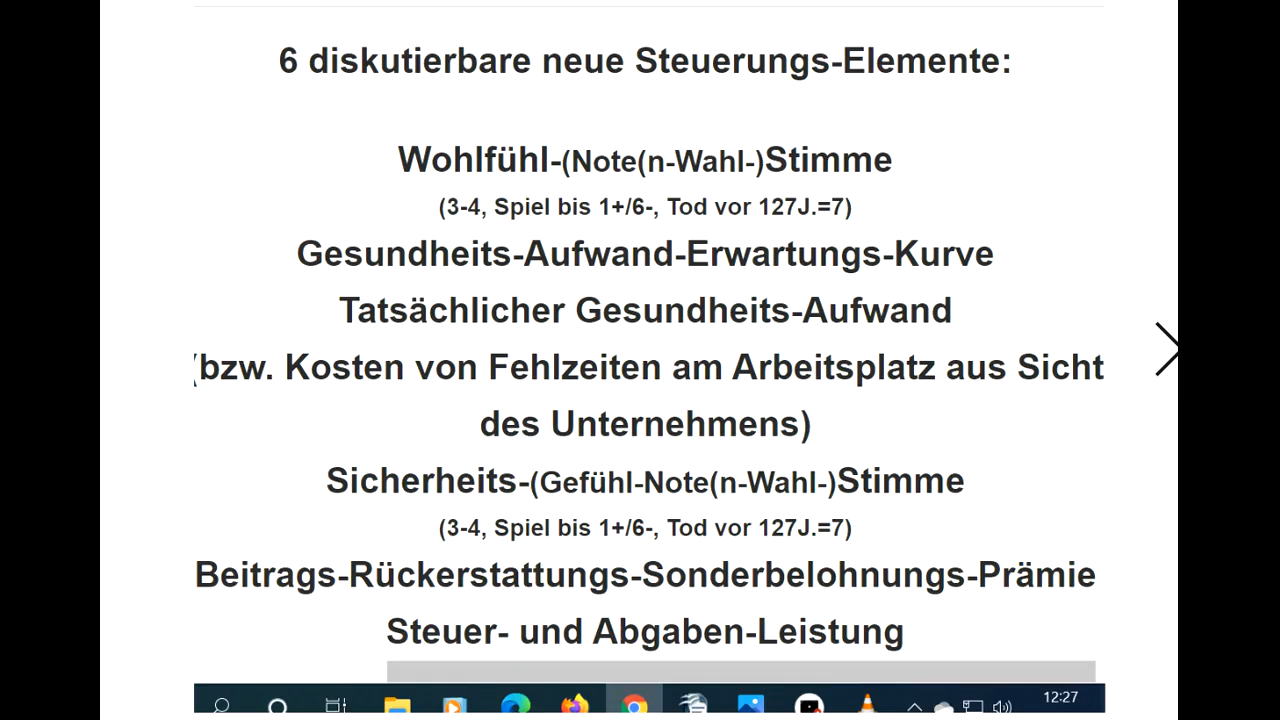 6 diskutierbare neue Steuerungs-Elemente:
Wohlfühl-(Note(n-Wahl-)Stimme
(3-4, Spiel bis 1+/6-, Tod vor 127J.=7)
Gesundheits-Aufwand-Erwartungs-Kurve
Tatsächlicher Gesundheits-Aufwand
(bzw. Kosten von Fehlzeiten am Arbeitsplatz aus Sicht
des Unternehmens)
Sicherheits-(Gefühl-Note(n-Wahl-)Stimme
(3-4, Spiel bis 1+/6-, Tod vor 127J.=7)
Beitrags-Rückerstattungs-Sonderbelohnungs-Prämie
Steuer- und Abgaben-Leistung
12:27